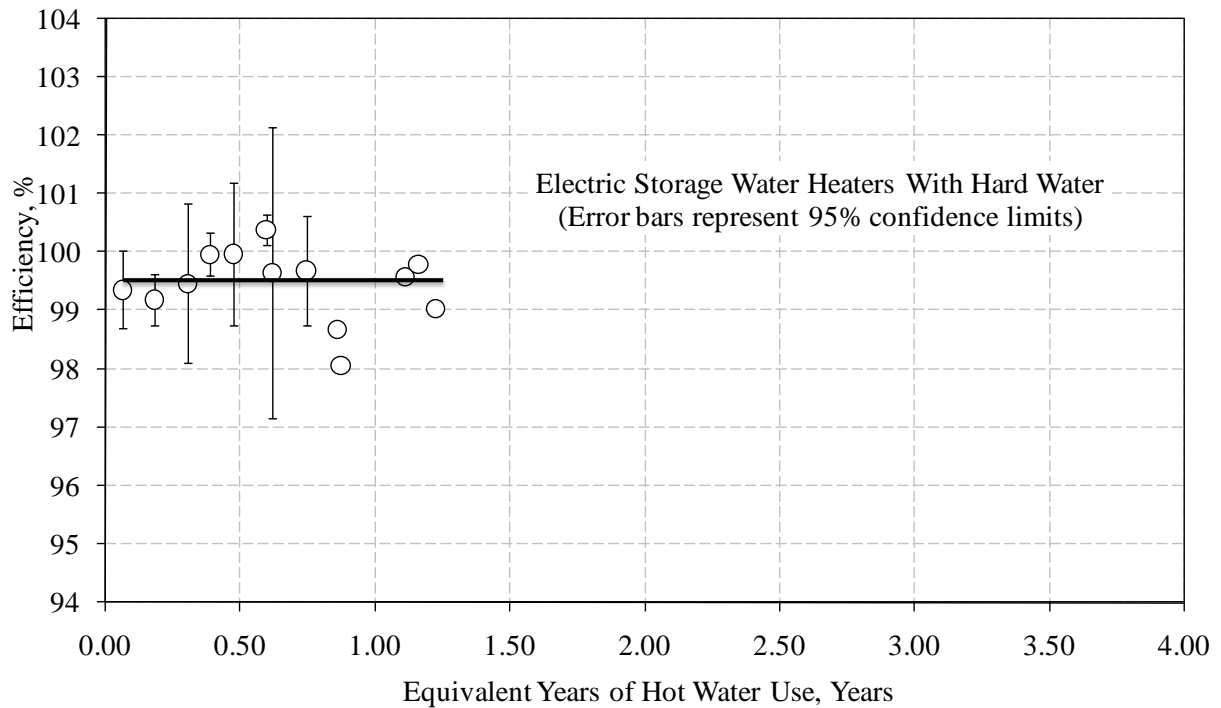 104
103
102
101
100
99
98
97
96
95
94
Efficiency, %
Electric Storage Water Heaters With Hard Water
(Error bars represent 95% confidence limits)
0.00 0.50 1.00 1.50 2.00 2.50 3.00 3.50 4.00
Equivalent Years of Hot Water Use, Years